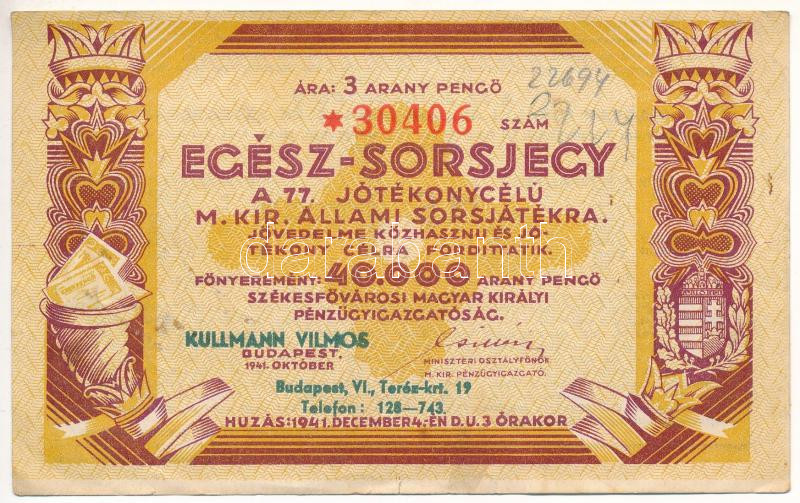 ÁRA: 3 ARANY PENGŐ
22694
*30406 SZÁM
EGÉSZ-SORSJEGY
A 77. JÓTÉKONYCÉLÚ
M. KIR. ÁLLAMI SORSJÁTÉKRA.
JÖVEDELME KÖZHASZNU ÉS JÓ-
TÉKONY CÉLRA FORDITTATIK.
darabanth
FŐNYEREMÉNY: 40.000 ARANY PENGŐ
SZÉKESFŐVÁROSI MAGYAR KIRÁLYI
PÉNZÜGYIGAZGATÓSÁG.
KULLMANN VILMOS
BUDAPEST,
1941. OKTÓBER
MINISZTERI OSZTÁLYFŐNÖK
M. KIR. PÉNZÜGYIGAZGATÓ.
Budapest, VI., Teréz-krt. 19
Telefon: 128—743.
HUZÁS: 1941. DECEMBER 4.-ÉN D.U. 3 ÓRAKOR